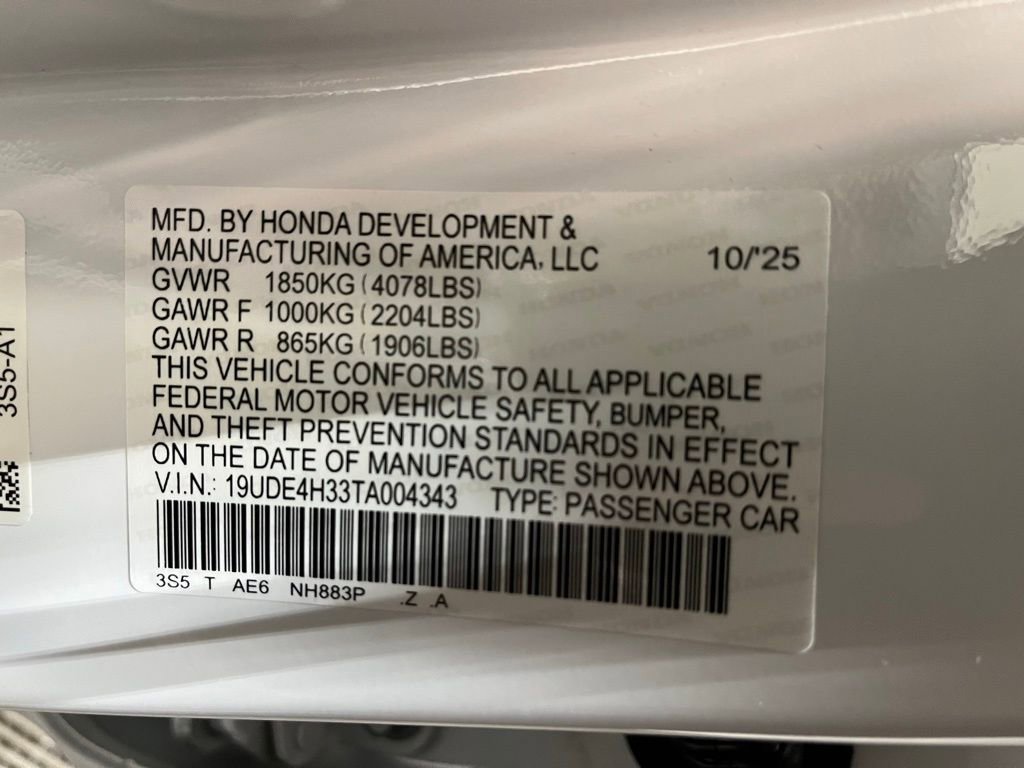 MFD. BY HONDA DEVELOPMENT &
MANUFACTURING OF AMERICA, LLC 10/'25
GVWR 1850KG (4078LBS)
GAWR F 1000KG (2204LBS)
GAWR R 865KG (1906LBS)
THIS VEHICLE CONFORMS TO ALL APPLICABLE
FEDERAL MOTOR VEHICLE SAFETY, BUMPER,
AND THEFT PREVENTION STANDARDS IN EFFECT
ON THE DATE OF MANUFACTURE SHOWN ABOVE.
V.I.N.: 19UDE4H33TA004343 TYPE: PASSENGER CAR
3S5 T AE6 NH883P .Z .A
3S5-A1